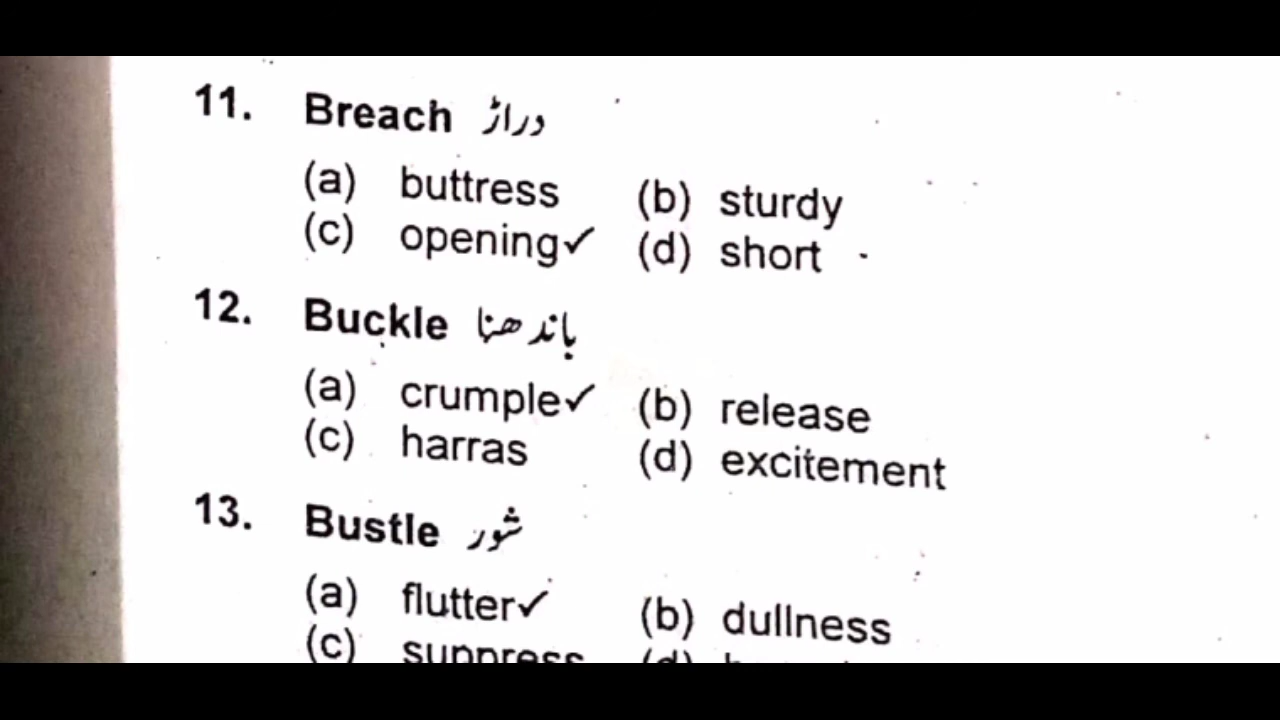 11. Breach دراڑ
(a) buttress (b) sturdy
(c) opening✓ (d) short
12. Buckle باندھنا
(a) crumple✓ (b) release
(c) harras (d) excitement
13. Bustle شور
(a) flutter✓ (b) dullness
(c) suppress (d)